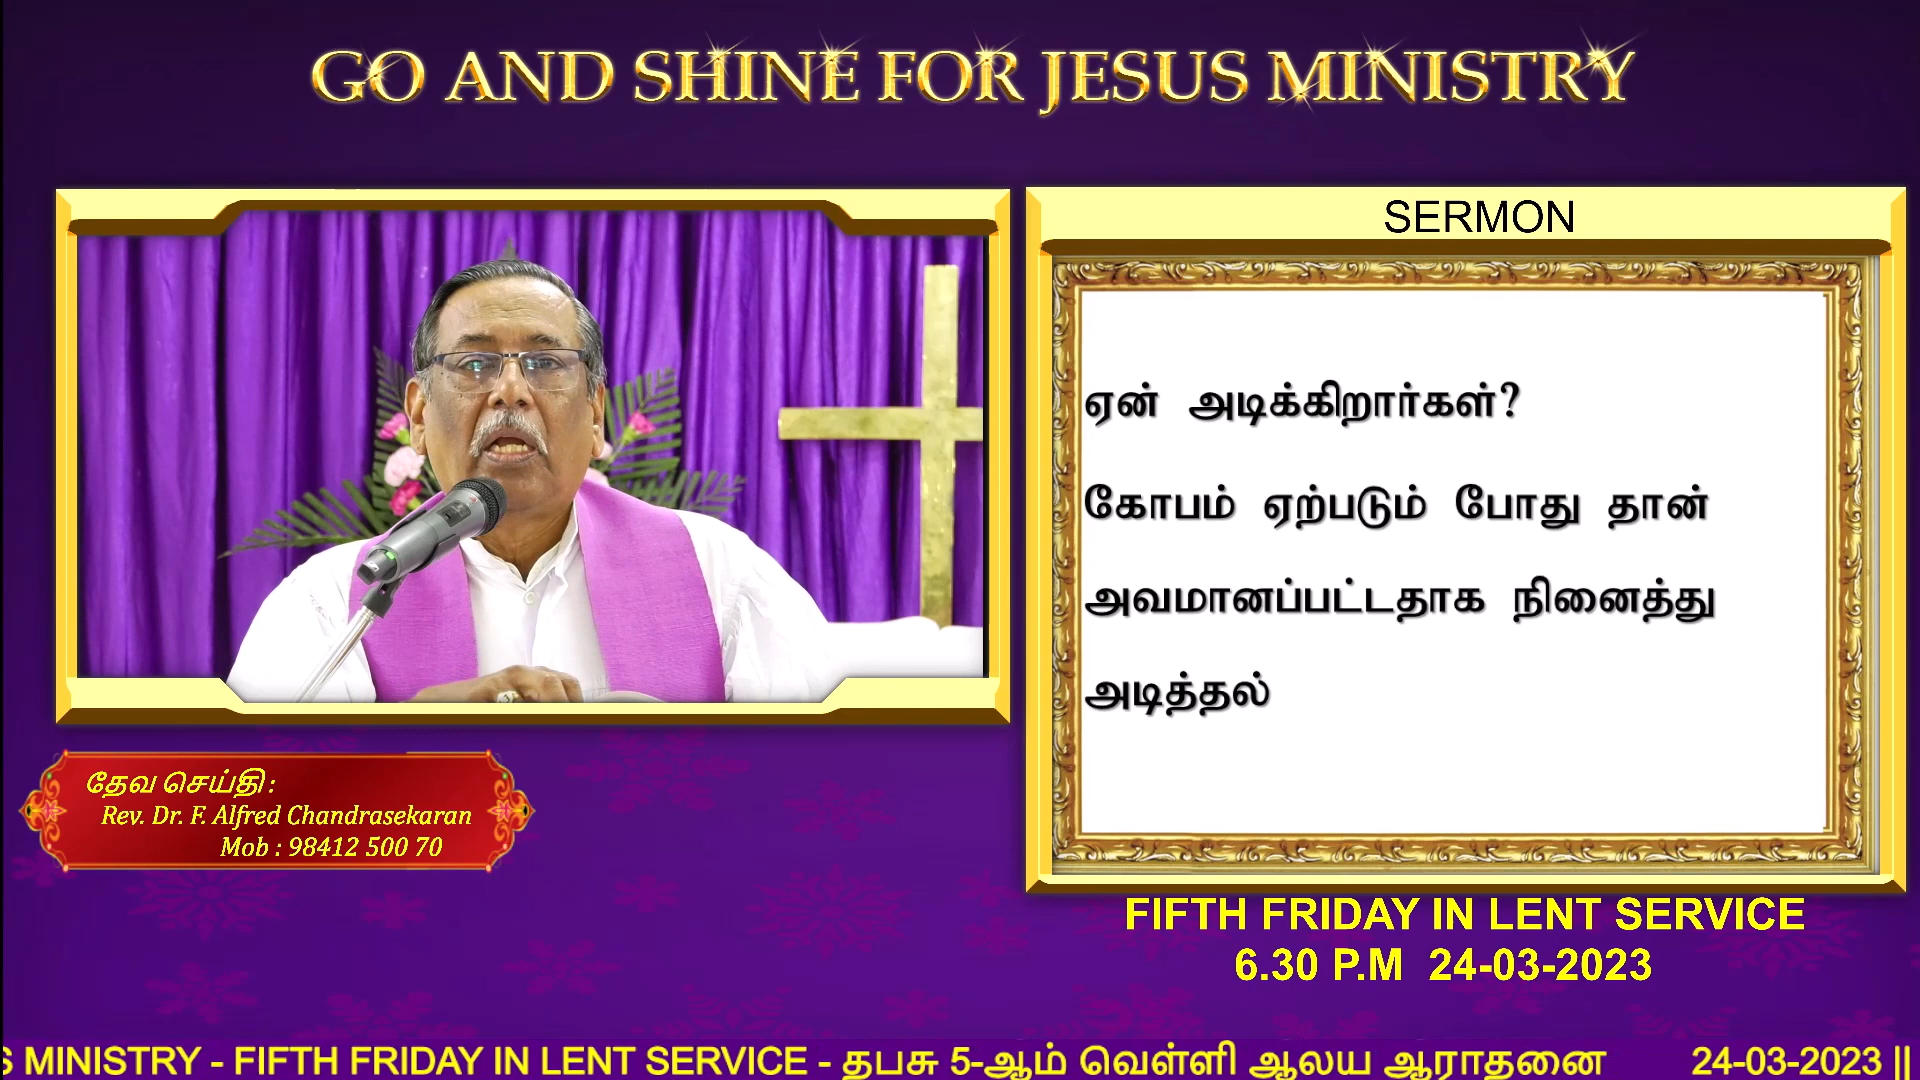 GO AND SHINE FOR JESUS MINISTRY
SERMON
ஏன் அடிக்கிறார்கள்?
கோபம் ஏற்படும் போது தான்
அவமானப்பட்டதாக நினைத்து
அடித்தல்
தேவ செய்தி :
Rev. Dr. F. Alfred Chandrasekaran
Mob : 98412 500 70
FIFTH FRIDAY IN LENT SERVICE
6.30 P.M 24-03-2023
S MINISTRY - FIFTH FRIDAY IN LENT SERVICE - தபசு 5-ஆம் வெள்ளி ஆலய ஆராதனை 24-03-2023 ||